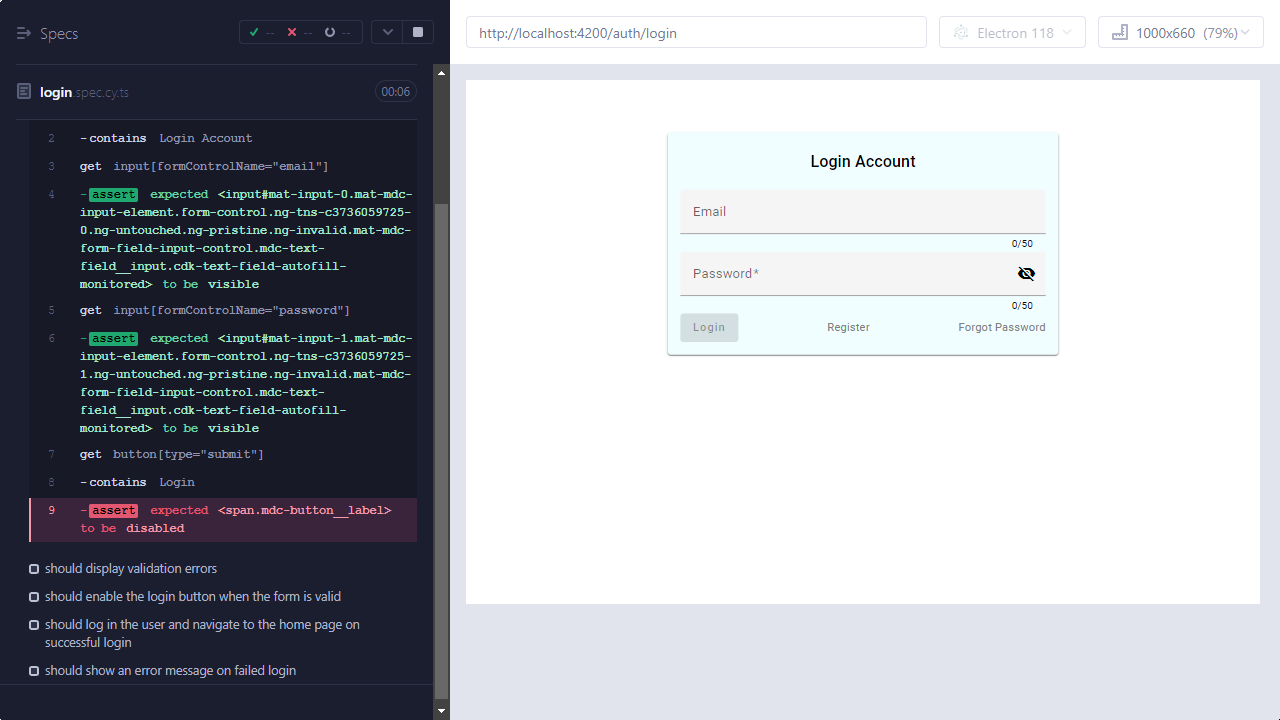 Specs
-- -- --
login.spec.cy.ts
00:06
2 -contains Login Account
3 get input[formControlName="email"]
4 -assert expected <input#mat-input-0.mat-mdc-
input-element.form-control.ng-tns-c3736059725-
0.ng-untouched.ng-pristine.ng-invalid.mat-mdc-
form-field-input-control.mdc-text-
field__input.cdk-text-field-autofill-
monitored> to be visible
5 get input[formControlName="password"]
6 -assert expected <input#mat-input-1.mat-mdc-
input-element.form-control.ng-tns-c3736059725-
1.ng-untouched.ng-pristine.ng-invalid.mat-mdc-
form-field-input-control.mdc-text-
field__input.cdk-text-field-autofill-
monitored> to be visible
7 get button[type="submit"]
8 -contains Login
9 -assert expected <span.mdc-button__label>
to be disabled
should display validation errors
should enable the login button when the form is valid
should log in the user and navigate to the home page on
successful login
should show an error message on failed login
http://localhost:4200/auth/login
Electron 118
1000x660 (79%)
Login Account
Email
0/50
Password*
0/50
Login
Register
Forgot Password